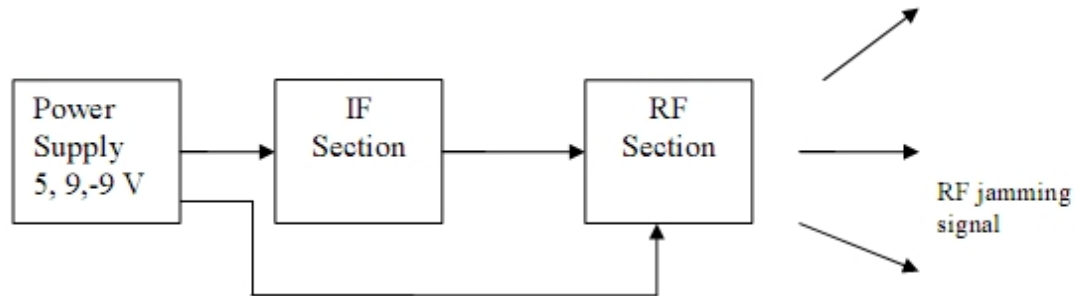 Power
Supply
5, 9,-9 V
IF
Section
RF
Section
RF jamming
signal